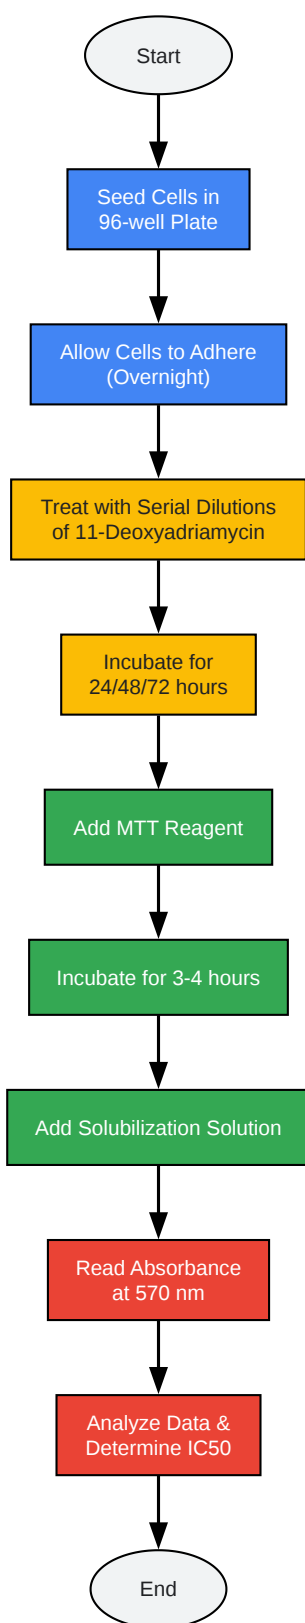 Start
Seed Cells in
96-well Plate
Allow Cells to Adhere
(Overnight)
Treat with Serial Dilutions
of 11-Deoxyadriamycin
Incubate for
24/48/72 hours
Add MTT Reagent
Incubate for 3-4 hours
Add Solubilization Solution
Read Absorbance
at 570 nm
Analyze Data &
Determine IC50
End